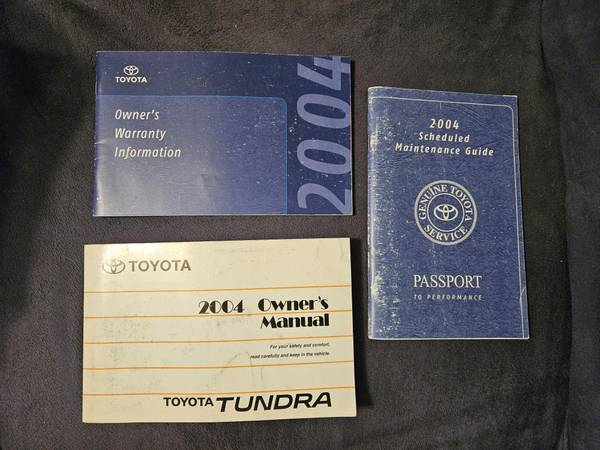 TOYOTA
Owner's
Warranty
Information
2004
2004
Scheduled
Maintenance Guide
GENUINE TOYOTA
SERVICE
PASSPORT
TO PERFORMANCE
TOYOTA
2004 Owner's
Manual
For your safety and comfort,
read carefully and keep in the vehicle.
TOYOTA TUNDRA